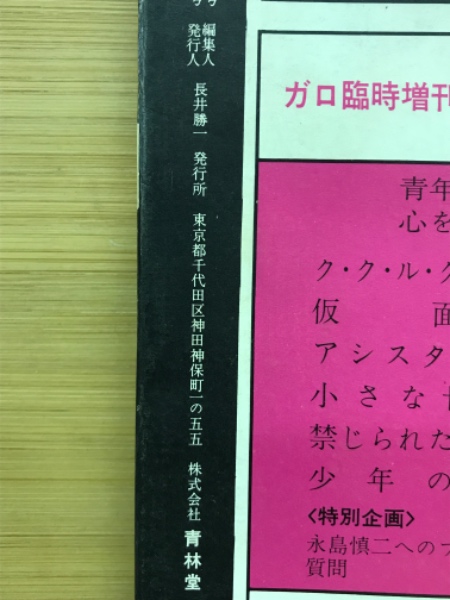 編集人
発行人
長井勝一 発行所 東京都千代田区神田神保町一の五五 株式会社 青林堂
ガロ臨時増刊
青年
心を
ク・ク・ル・ク
仮面
アシスタ
小さな
禁じられた
少年の
〈特別企画〉
永島慎二への
質問